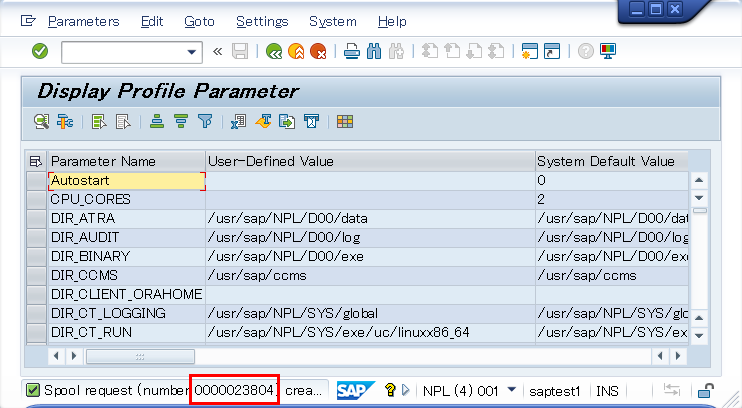 Parameters Edit Goto Settings System Help
«
Display Profile Parameter
Parameter Name User-Defined Value System Default Value
Autostart 0
CPU_CORES 2
DIR_ATRA /usr/sap/NPL/D00/data /usr/sap/NPL/D00/dat
DIR_AUDIT /usr/sap/NPL/D00/log /usr/sap/NPL/D00/log
DIR_BINARY /usr/sap/NPL/D00/exe /usr/sap/NPL/D00/exe
DIR_CCMS /usr/sap/ccms /usr/sap/ccms
DIR_CLIENT_ORAHOME
DIR_CT_LOGGING /usr/sap/NPL/SYS/global /usr/sap/NPL/SYS/glo
DIR_CT_RUN /usr/sap/NPL/SYS/exe/uc/linuxx86_64 /usr/sap/NPL/SYS/ex
Spool request (number 0000023804) crea... SAP NPL (4) 001 saptest1 INS